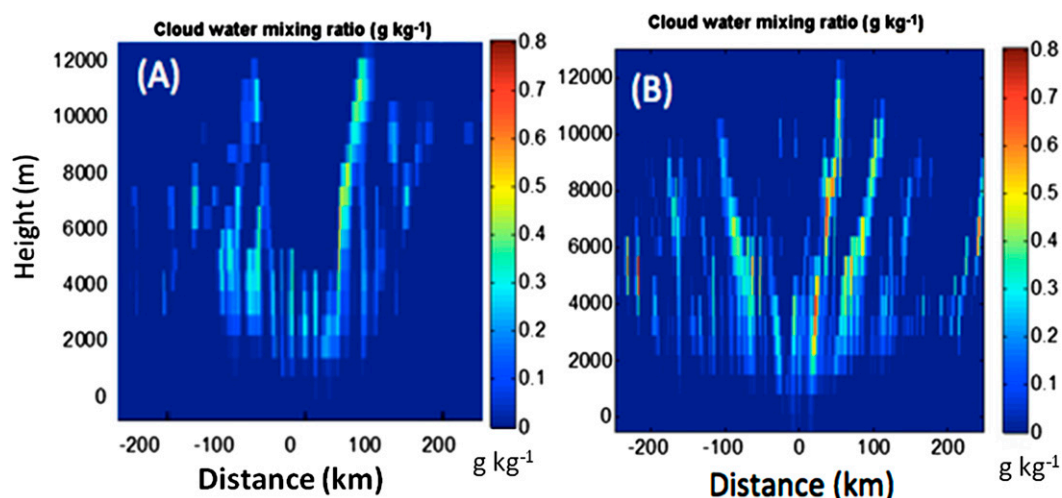 Cloud water mixing ratio (g kg-1)
(A)
Height (m)
12000
10000
8000
6000
4000
2000
0
-200 -100 0 100 200
Distance (km)
0.8
0.7
0.6
0.5
0.4
0.3
0.2
0.1
0
g kg-1
Cloud water mixing ratio (g kg-1)
(B)
12000
10000
8000
6000
4000
2000
0
-200 -100 0 100 200
Distance (km)
0.8
0.7
0.6
0.5
0.4
0.3
0.2
0.1
0
g kg-1